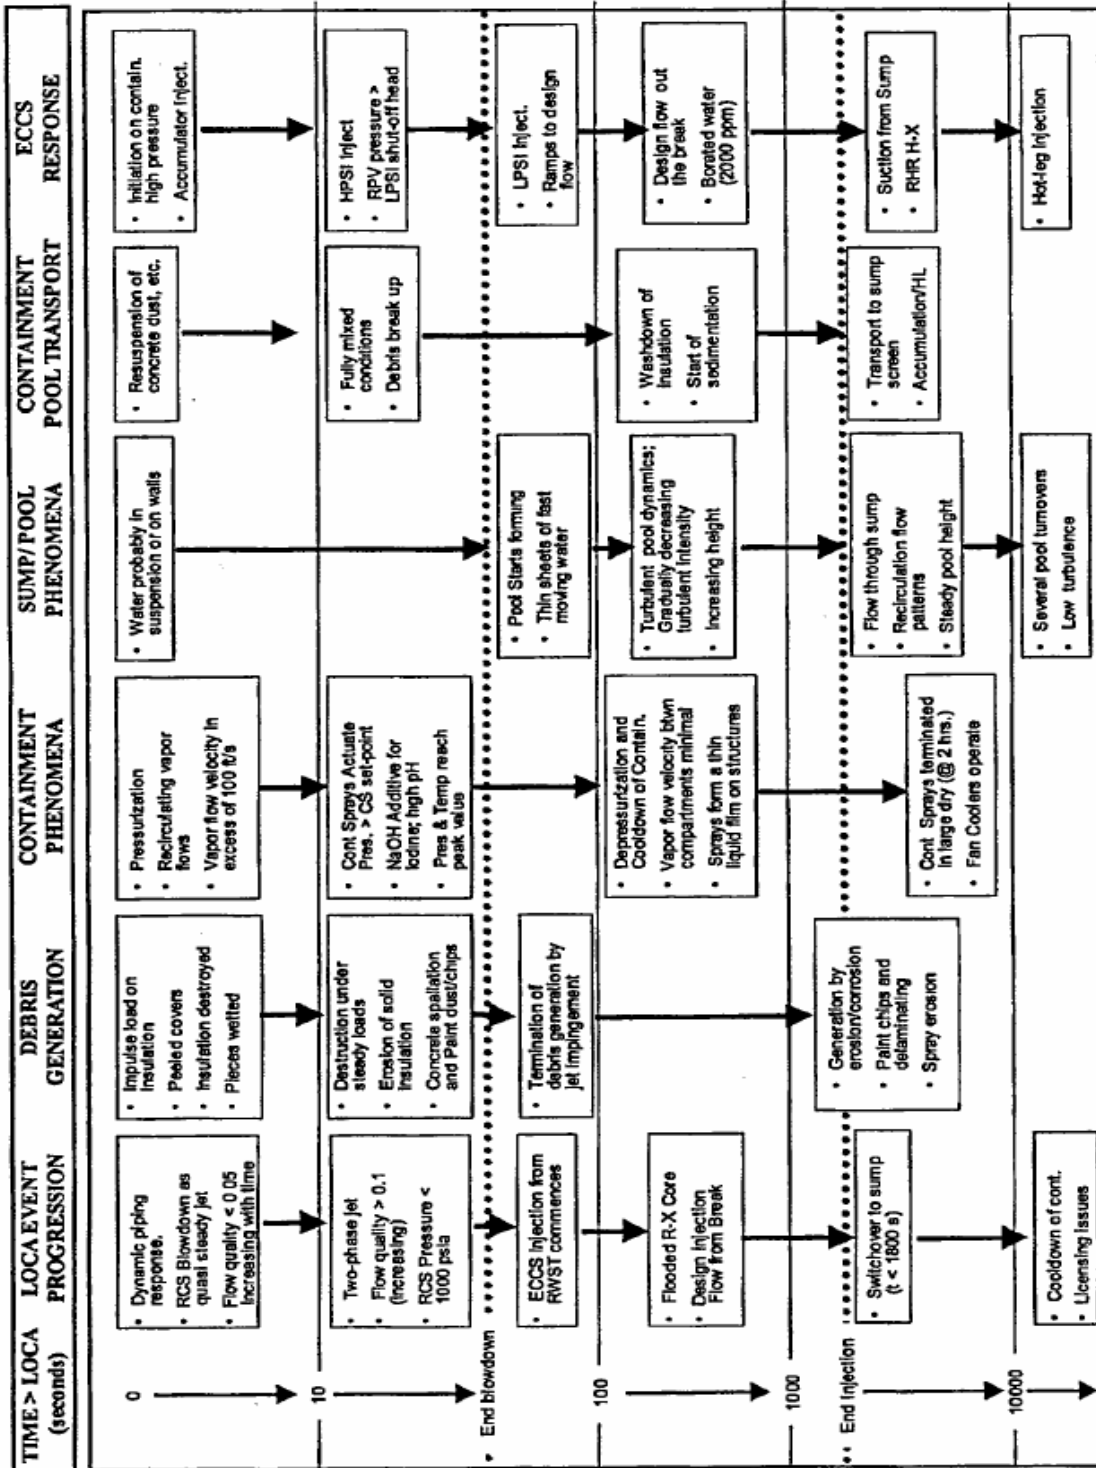 TIME > LOCA
(seconds)
LOCA EVENT
PROGRESSION
DEBRIS
GENERATION
CONTAINMENT
PHENOMENA
SUMP/POOL
PHENOMENA
CONTAINMENT
POOL TRANSPORT
ECCS
RESPONSE
0
• Dynamic piping
response.
• RCS Blowdown as
quasi steady jet
• Flow quality < 0 05
Increasing with time
• Impulse load on
Insulation
• Peeled covers
• Insulation destroyed
• Pieces wetted
• Pressurization
• Recirculating vapor
flows
• Vapor flow velocity in
excess of 100 ft/s
• Water probably in
suspension or on walls
• Resuspension of
concrete dust, etc.
• Initiation on contain.
high pressure
• Accumulator Inject.
10
• Two-phase jet
• Flow quality > 0.1
(Increasing)
• RCS Pressure <
1000 psia
• Destruction under
steady loads
• Erosion of solid
Insulation
• Concrete spallation
and Paint dust/chips
• Cont Sprays Actuate
Pres. > CS set-point
• NaOH Additive for
Iodine; high pH
• Pres & Temp reach
peak value
• Fully mixed
conditions
• Debris break up
• HPSI Inject
• RPV pressure >
LPSI shut-off head
End blowdown
• ECCS Injection from
RWST commences
• Termination of
debris generation by
jet Impingement
• Pool Starts forming
• Thin sheets of fast
moving water
• LPSI Inject.
• Ramps to design
flow
100
• Flooded R-X Core
• Design Injection
Flow from Break
• Depressurization and
Cooldown of Contain.
• Vapor flow velocity btwn
compartments minimal
• Sprays form a thin
liquid film on structures
• Turbulent pool dynamics;
Gradually decreasing
turbulent Intensity
• Increasing height
• Washdown of
Insulation
• Start of
sedimentation
• Design flow out
the break
• Borated water
(2000 ppm)
1000
End Injection
• Switchover to sump
(t < 1800 s)
• Generation by
erosion/corrosion
• Paint chips and
delaminating
• Spray erosion
• Cont Sprays terminated
In large dry (@ 2 hrs.)
• Fan Coolers operate
• Flow through sump
• Recirculation flow
patterns
• Steady pool height
• Transport to sump
screen
• Accumulation/HL
• Suction from Sump
• RHR H-X
10000
• Cooldown of cont.
• Licensing Issues
• Several pool turnovers
• Low turbulence
• Hot-leg Injection